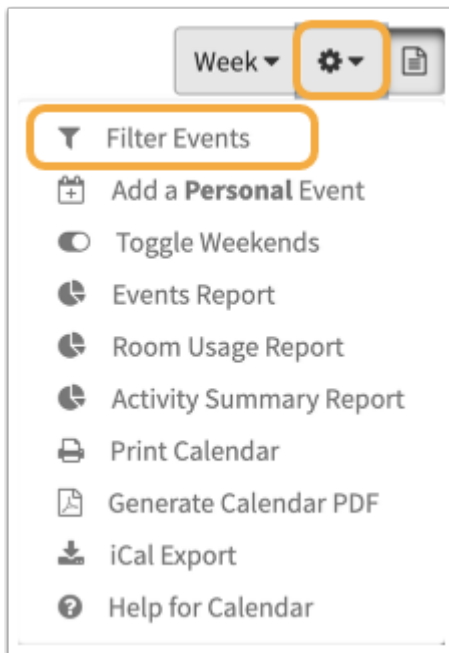 Week
Filter Events
Add a Personal Event
Toggle Weekends
Events Report
Room Usage Report
Activity Summary Report
Print Calendar
Generate Calendar PDF
iCal Export
Help for Calendar